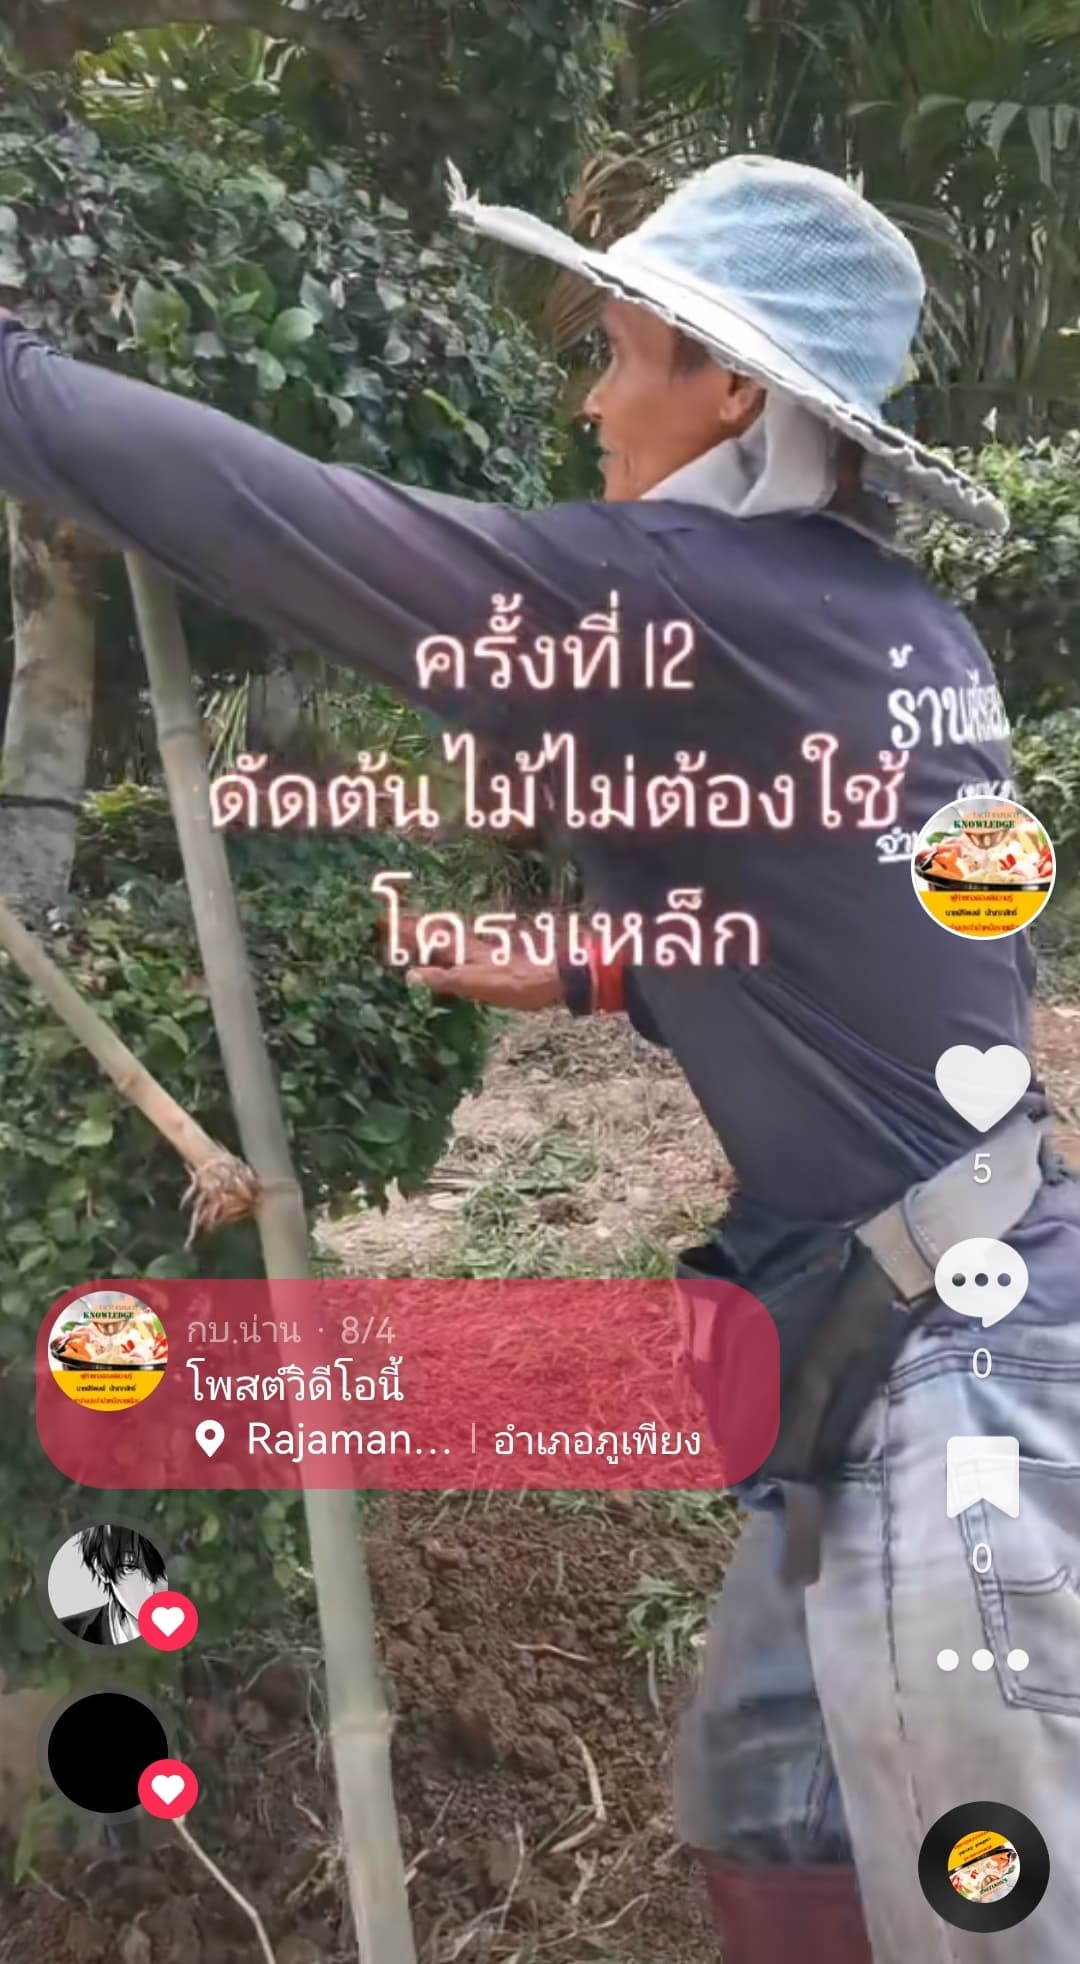 ครั้งที่ 12
ดัดต้นไม้ไม่ต้องใช้
โครงเหล็ก
KNOWLEDGE
5
0
0
KNOWLEDGE
กบ.น่าน · 8/4
โพสต์วิดีโอนี้
Rajaman... | อำเภอภูเพียง